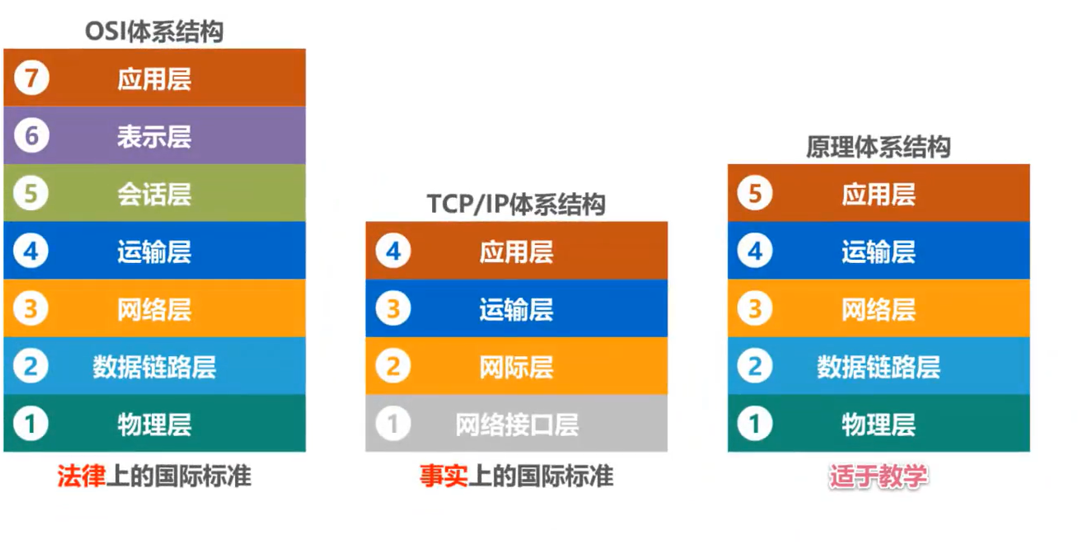 OSI体系结构
7 应用层
6 表示层
5 会话层
4 运输层
3 网络层
2 数据链路层
1 物理层
法律上的国际标准
TCP/IP体系结构
4 应用层
3 运输层
2 网际层
1 网络接口层
事实上的国际标准
原理体系结构
5 应用层
4 运输层
3 网络层
2 数据链路层
1 物理层
适于教学